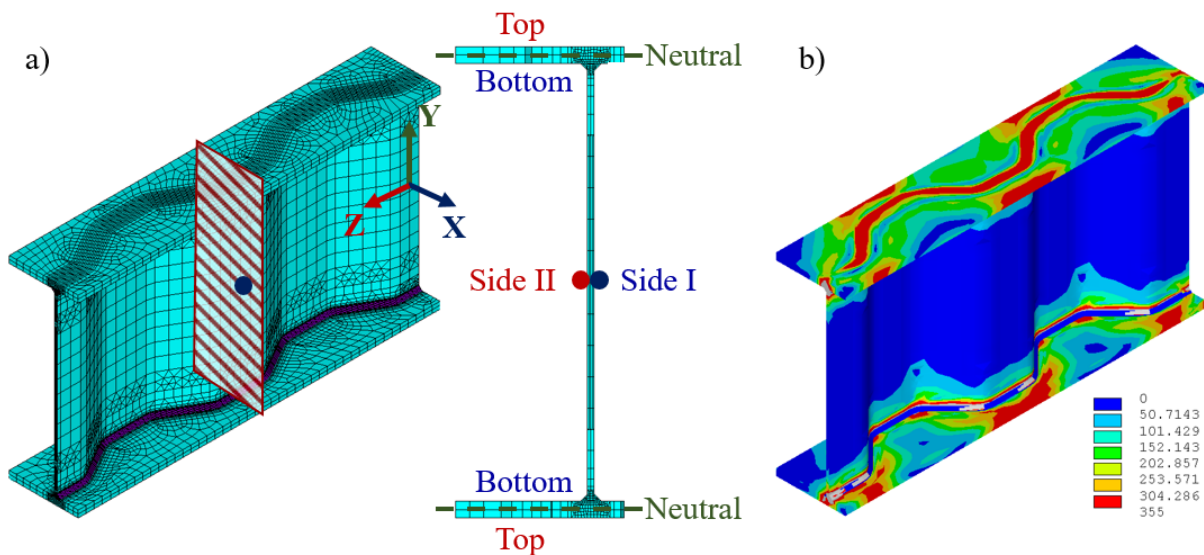 a)
Top
Neutral
Bottom
Y
Z
X
Side II
Side I
Bottom
Neutral
Top
b)
0
50.7143
101.429
152.143
202.857
253.571
304.286
355